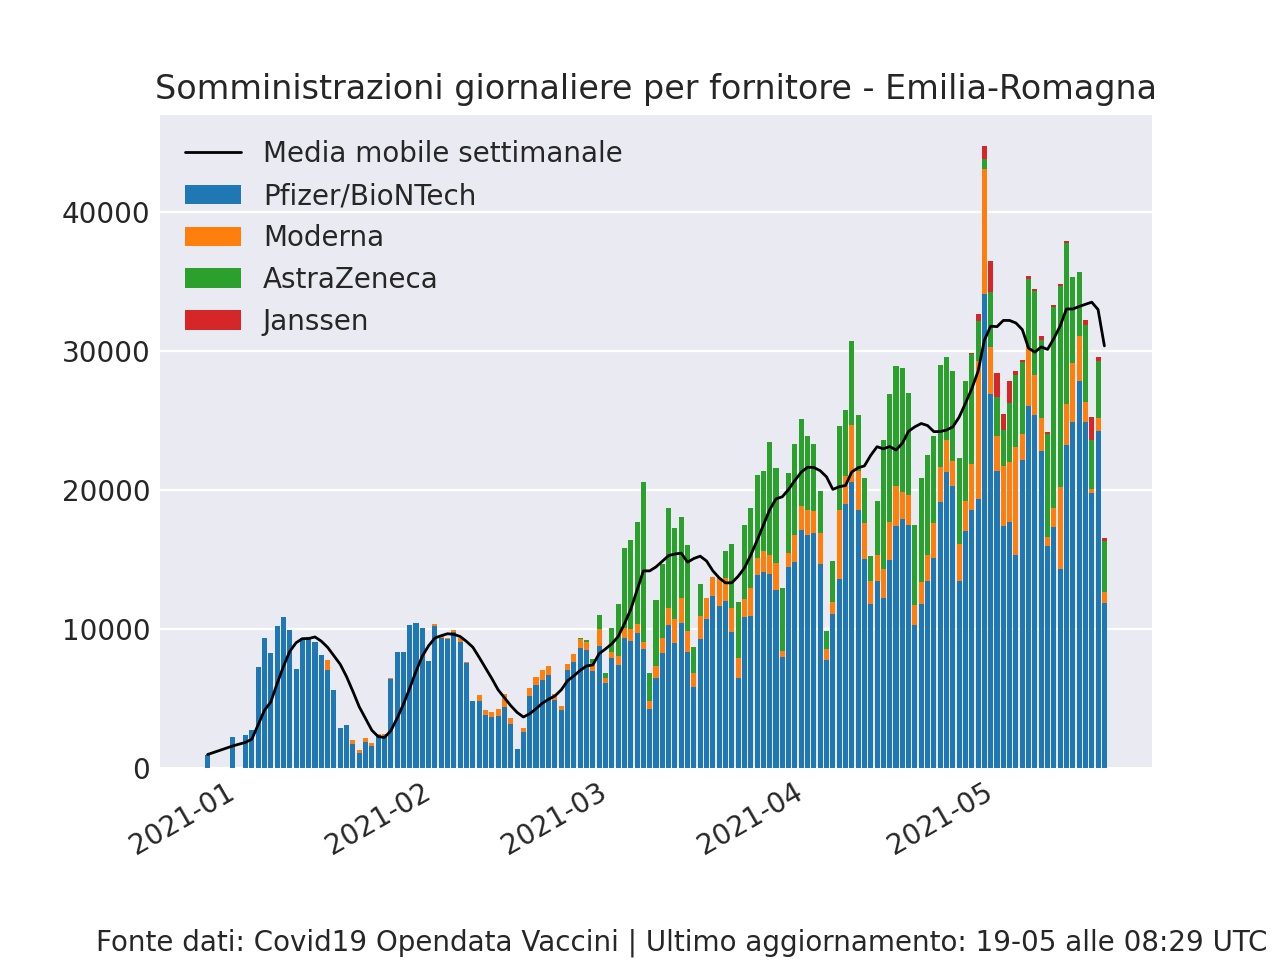 Somministrazioni giornaliere per fornitore - Emilia-Romagna
Media mobile settimanale
Pfizer/BioNTech
Moderna
AstraZeneca
Janssen
40000
30000
20000
10000
0
2021-01
2021-02
2021-03
2021-04
2021-05
Fonte dati: Covid19 Opendata Vaccini | Ultimo aggiornamento: 19-05 alle 08:29 UTC